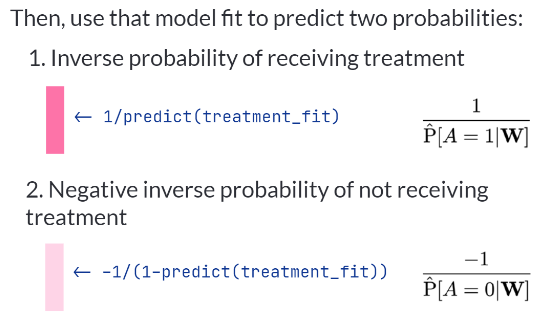 Then, use that model fit to predict two probabilities:
1. Inverse probability of receiving treatment
← 1/predict(treatment_fit)
1
P̂[A = 1|W]
2. Negative inverse probability of not receiving
treatment
← -1/(1-predict(treatment_fit))
−1
P̂[A = 0|W]